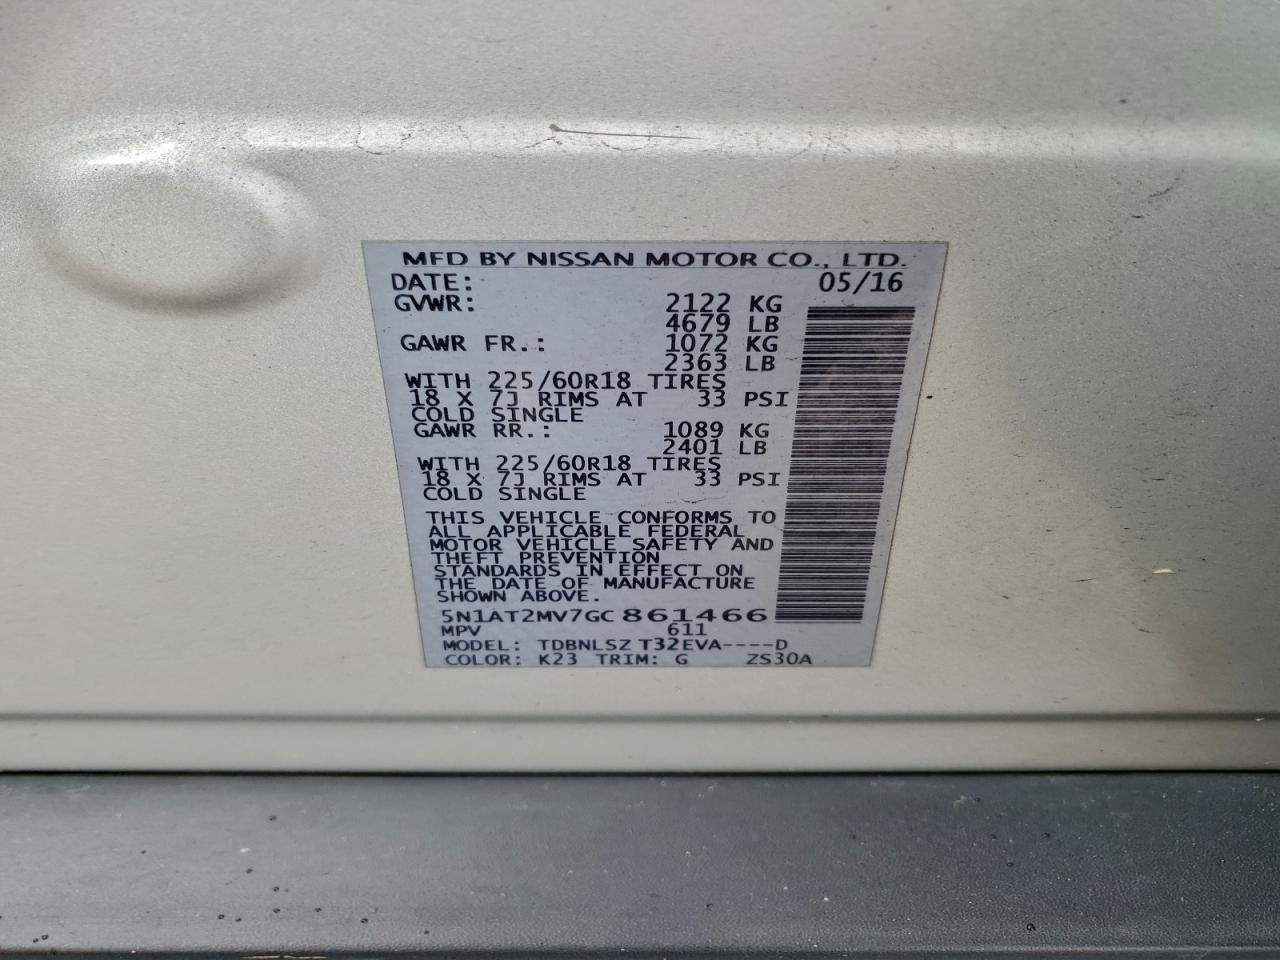 MFD BY NISSAN MOTOR CO., LTD.
DATE: 05/16
GVWR: 2122 KG
4679 LB
GAWR FR.: 1072 KG
2363 LB
WITH 225/60R18 TIRES
18 X 7J RIMS AT 33 PSI
COLD SINGLE
GAWR RR.: 1089 KG
2401 LB
WITH 225/60R18 TIRES
18 X 7J RIMS AT 33 PSI
COLD SINGLE
THIS VEHICLE CONFORMS TO
ALL APPLICABLE FEDERAL
MOTOR VEHICLE SAFETY AND
THEFT PREVENTION
STANDARDS IN EFFECT ON
THE DATE OF MANUFACTURE
SHOWN ABOVE.
5N1AT2MV7GC861466
MPV 611
MODEL: TDBNLSZ T32EVA----D
COLOR: K23 TRIM: G ZS30A